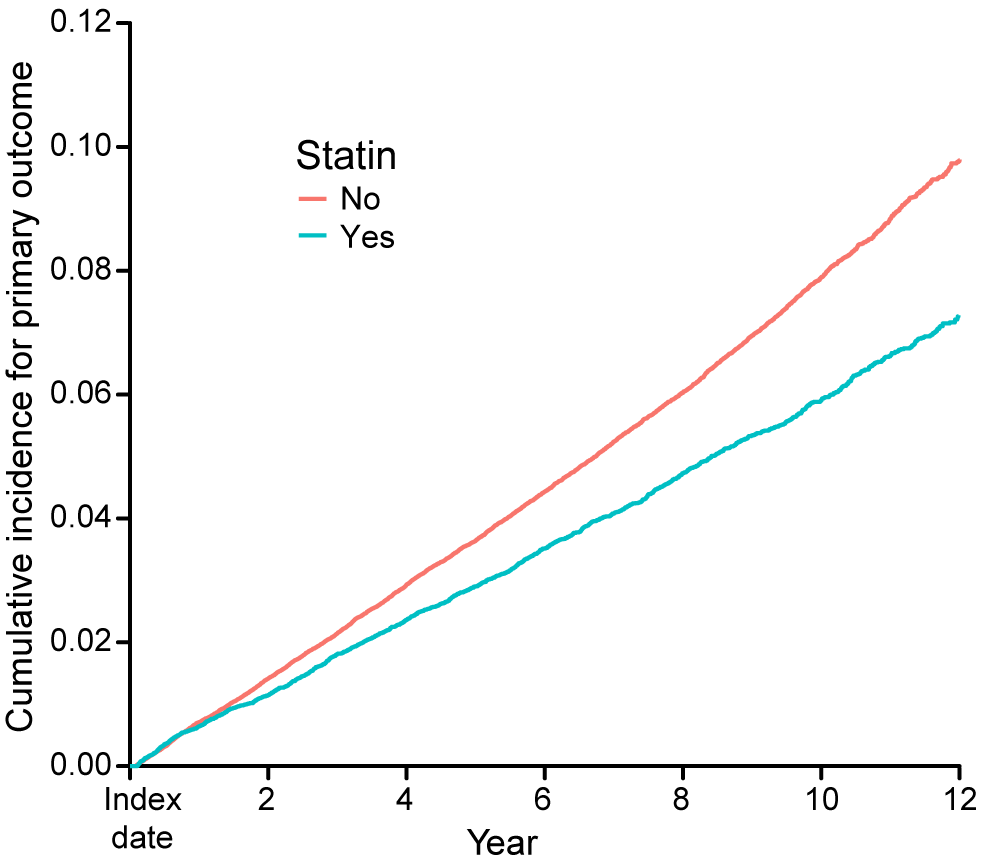 0.12
0.10
0.08
0.06
0.04
0.02
0.00
Cumulative incidence for primary outcome
Statin
No
Yes
Index date
2
4
6
8
10
12
Year